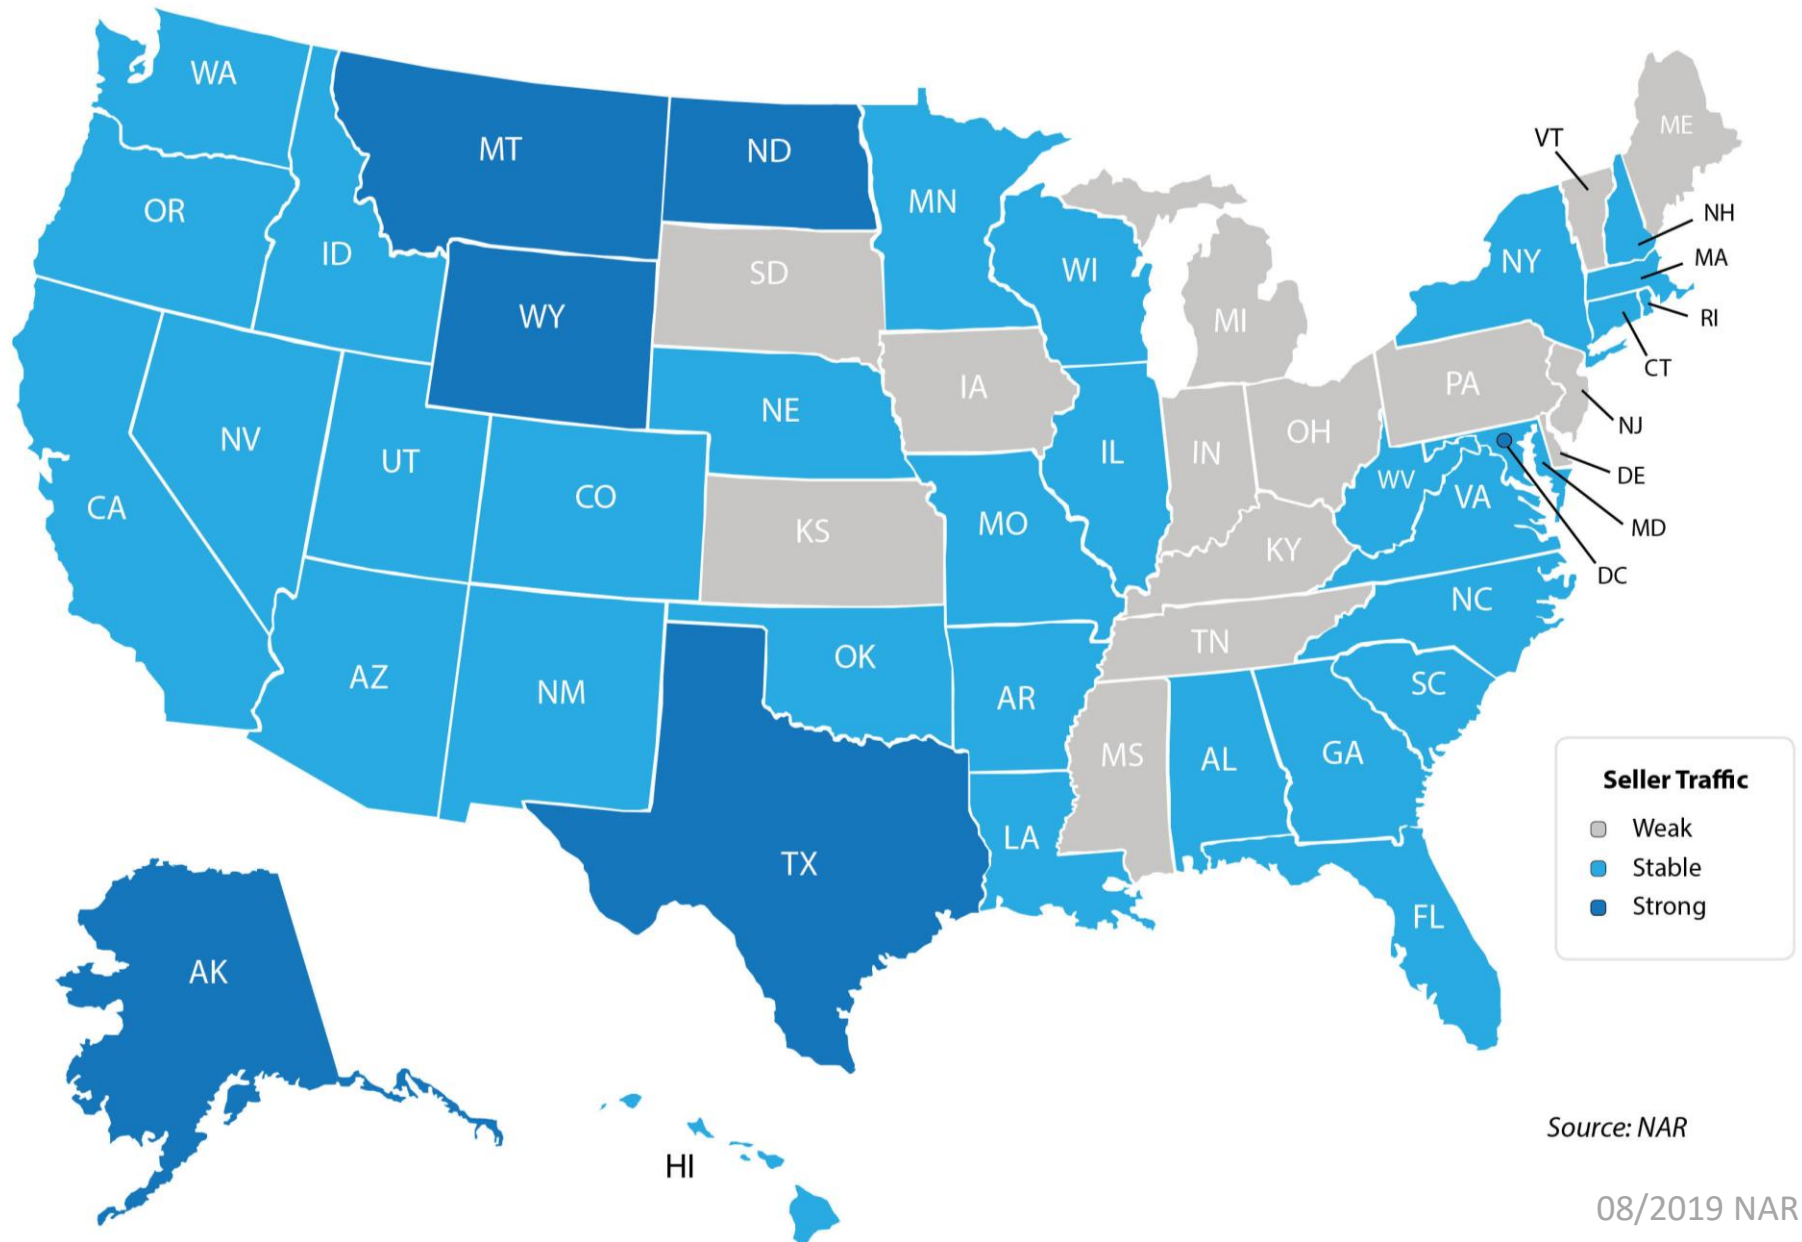 WA
MT
ND
MN
OR
ID
SD
WI
WY
MI
NY
ME
VT
NH
MA
RI
CT
IA
PA
NJ
NE
NV
UT
CO
IL
IN
OH
DE
WV
VA
MD
DC
CA
KS
MO
KY
NC
TN
AZ
NM
OK
AR
SC
MS
AL
GA
LA
TX
FL
AK
HI
Seller Traffic
Weak
Stable
Strong
Source: NAR
08/2019 NAR